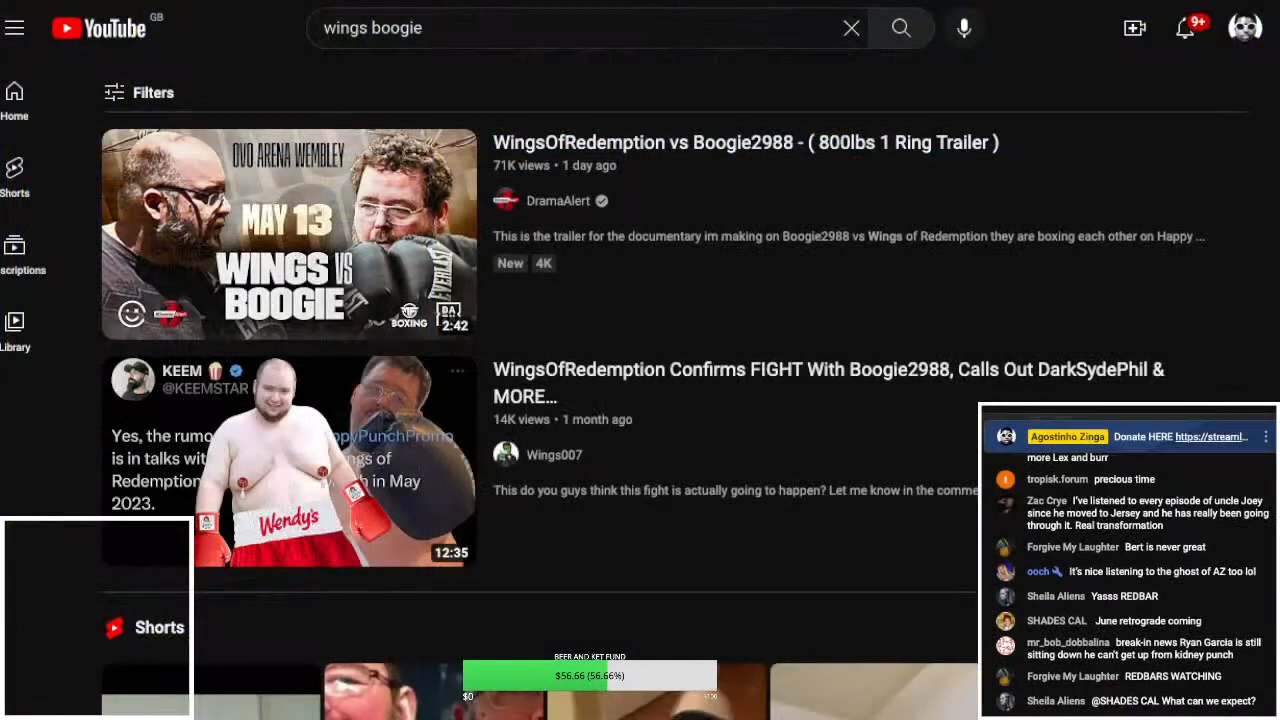 YouTube
GB
wings boogie
9+
Filters
Home
Shorts
scriptions
Library
OVO ARENA WEMBLEY
MAY 13
WINGS VS
BOOGIE
EVERLAST
BOXING
DA
2:42
WingsOfRedemption vs Boogie2988 - ( 800lbs 1 Ring Trailer )
71K views • 1 day ago
DramaAlert
This is the trailer for the documentary im making on Boogie2988 vs Wings of Redemption they are boxing each other on Happy ...
New
4K
KEEM
@KEEMSTAR
Yes, the rumo
ppyPunchPromo
is in talks wit
ngs of
Redemption
h in May
2023.
Wendy's
12:35
WingsOfRedemption Confirms FIGHT With Boogie2988, Calls Out DarkSydePhil &
MORE…
14K views • 1 month ago
Wings007
This do you guys think this fight is actually going to happen? Let me know in the comme
Shorts
BEER AND KET FUND
$56.66 (56.66%)
$0
Agostinho Zinga Donate HERE https://streaml...
more Lex and burr
tropisk.forum precious time
Zac Crye I've listened to every episode of uncle Joey
since he moved to Jersey and he has really been going
through it. Real transformation
Forgive My Laughter Bert is never great
ooch It's nice listening to the ghost of AZ too lol
Sheila Aliens Yasss REDBAR
SHADES CAL June retrograde coming
mr_bob_dobbalina break-in news Ryan Garcia is still
sitting down he can't get up from kidney punch
Forgive My Laughter REDBARS WATCHING
Sheila Aliens @SHADES CAL What can we expect?